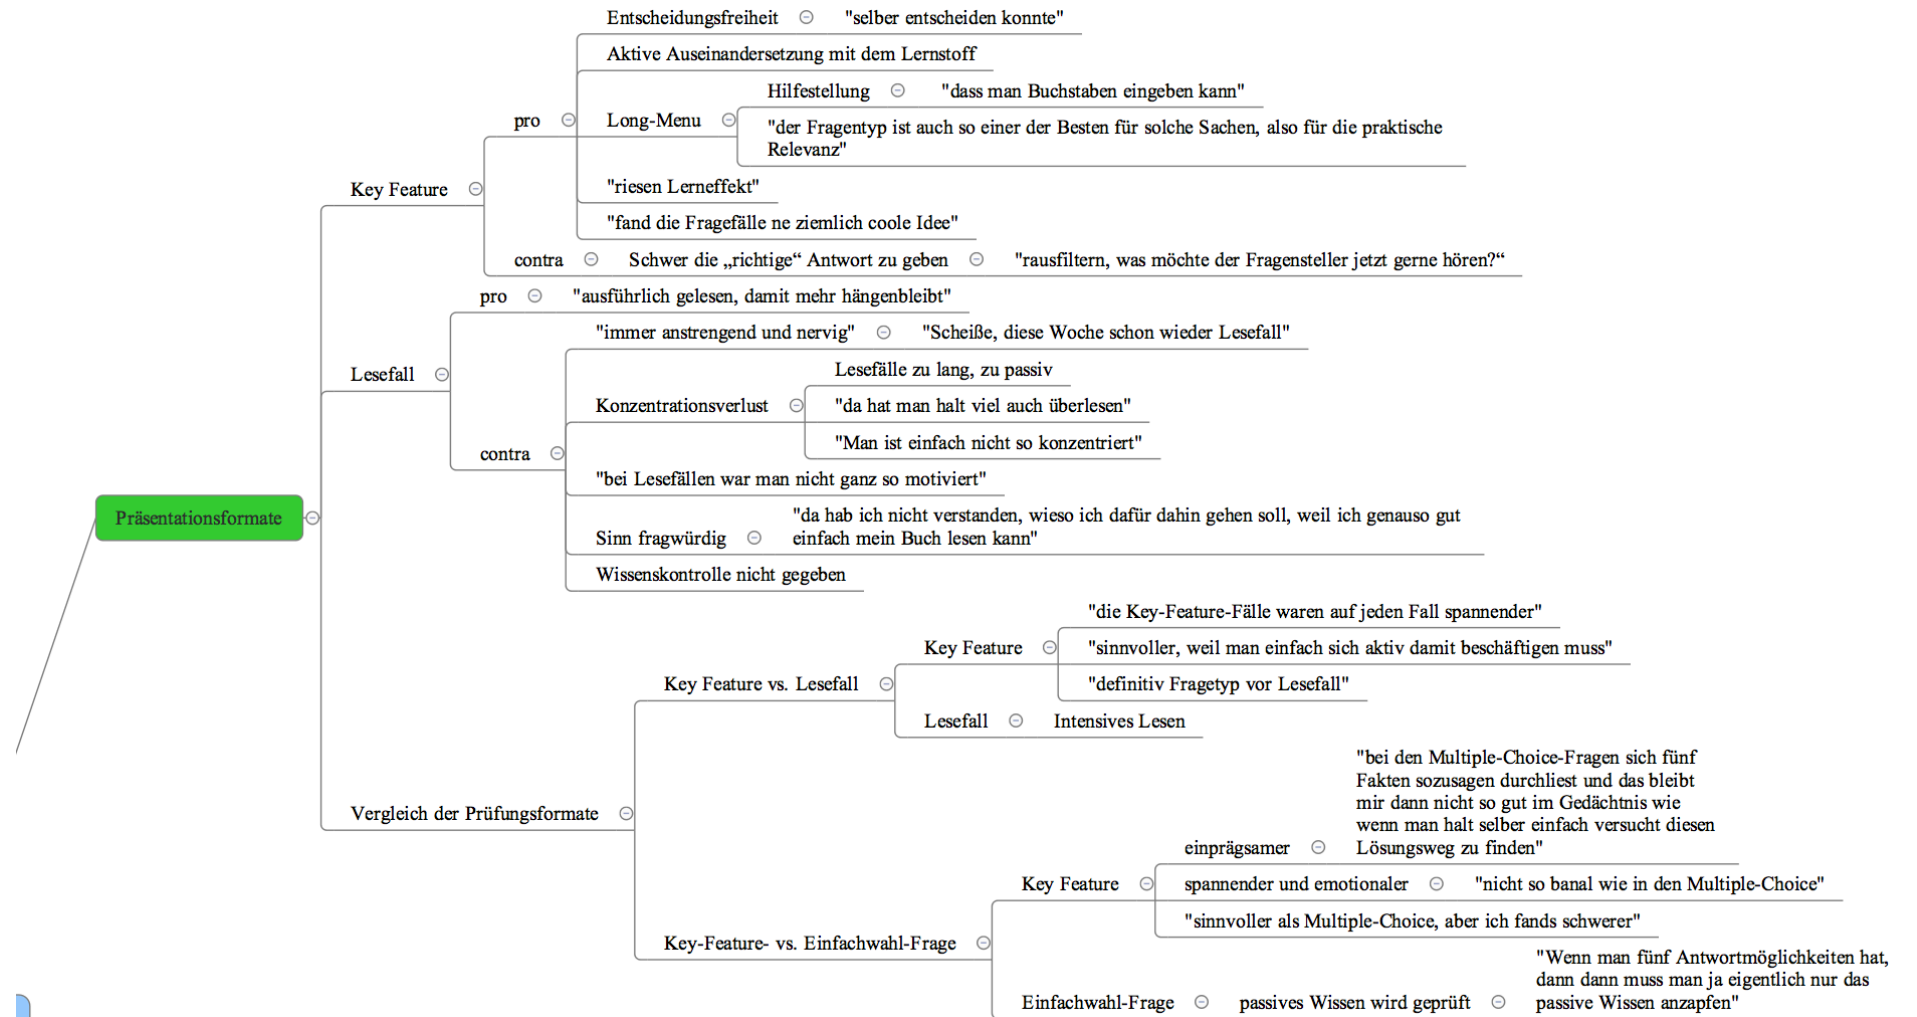 Entscheidungsfreiheit "selber entscheiden konnte"
Aktive Auseinandersetzung mit dem Lernstoff
Hilfestellung "dass man Buchstaben eingeben kann"
pro Long-Menu
"der Fragentyp ist auch so einer der Besten für solche Sachen, also für die praktische
Relevanz"
"riesen Lerneffekt"
Key Feature
"fand die Fragefälle ne ziemlich coole Idee"
contra Schwer die „richtige“ Antwort zu geben "rausfiltern, was möchte der Fragensteller jetzt gerne hören?“
pro "ausführlich gelesen, damit mehr hängenbleibt"
"immer anstrengend und nervig" "Scheiße, diese Woche schon wieder Lesefall"
Lesefall
Lesefälle zu lang, zu passiv
Konzentrationsverlust "da hat man halt viel auch überlesen"
"Man ist einfach nicht so konzentriert"
contra
"bei Lesefällen war man nicht ganz so motiviert"
Präsentationsformate
"da hab ich nicht verstanden, wieso ich dafür dahin gehen soll, weil ich genauso gut
Sinn fragwürdig einfach mein Buch lesen kann"
Wissenskontrolle nicht gegeben
"die Key-Feature-Fälle waren auf jeden Fall spannender"
Key Feature "sinnvoller, weil man einfach sich aktiv damit beschäftigen muss"
Key Feature vs. Lesefall "definitiv Fragetyp vor Lesefall"
Lesefall Intensives Lesen
Vergleich der Prüfungsformate
"bei den Multiple-Choice-Fragen sich fünf
Fakten sozusagen durchliest und das bleibt
mir dann nicht so gut im Gedächtnis wie
wenn man halt selber einfach versucht diesen
einprägsamer Lösungsweg zu finden"
Key Feature spannender und emotionaler "nicht so banal wie in den Multiple-Choice"
"sinnvoller als Multiple-Choice, aber ich fands schwerer"
Key-Feature- vs. Einfachwahl-Frage
"Wenn man fünf Antwortmöglichkeiten hat,
dann dann muss man ja eigentlich nur das
Einfachwahl-Frage passives Wissen wird geprüft passive Wissen anzapfen"